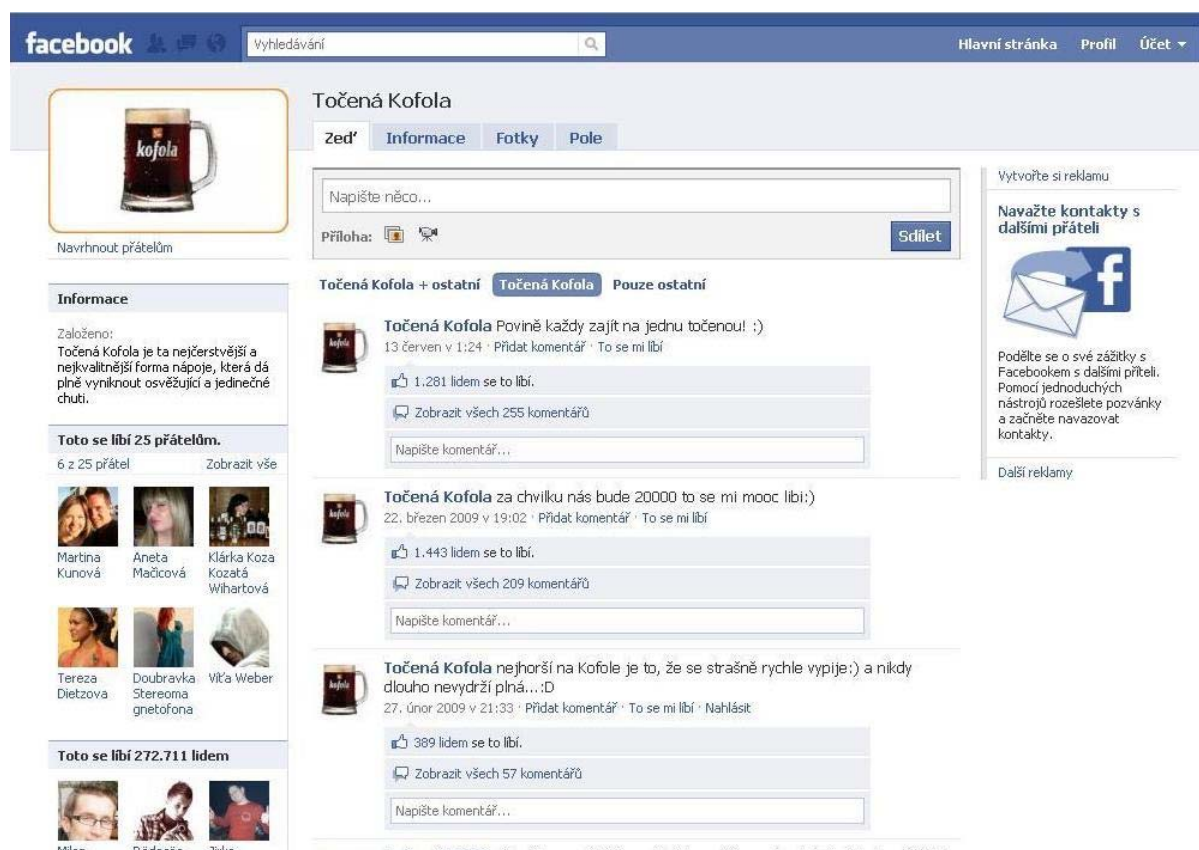 facebook
Vyhledávání
Hlavní stránka Profil Účet
kofola
Navrhnout přátelům
Informace
Založeno:
Točená Kofola je ta nejčerstvější a
nejkvalitnější forma nápoje, která dá
plně vyniknout osvěžující a jedinečné
chuti.
Toto se líbí 25 přátelům.
6 z 25 přátel Zobrazit vše
Martina
Kunová
Aneta
Mačicová
Klárka Koza
Kozatá
Wihartová
Tereza
Dietzova
Doubravka
Stereoma
gnetofona
Víťa Weber
Toto se líbí 272.711 lidem
Točená Kofola
Zeď Informace Fotky Pole
Napište něco...
Příloha:
Sdílet
Točená Kofola + ostatní Točená Kofola Pouze ostatní
kofola
Točená Kofola Povině každy zajít na jednu točenou! :)
13 červen v 1:24 · Přidat komentář · To se mi líbí
1.281 lidem se to líbí.
Zobrazit všech 255 komentářů
Napište komentář...
kofola
Točená Kofola za chvilku nás bude 20000 to se mi mooc libi:)
22. březen 2009 v 19:02 · Přidat komentář · To se mi líbí
1.443 lidem se to líbí.
Zobrazit všech 209 komentářů
Napište komentář...
kofola
Točená Kofola nejhorší na Kofole je to, že se strašně rychle vypije:) a nikdy
dlouho nevydrží plná...:D
27. únor 2009 v 21:33 · Přidat komentář · To se mi líbí · Nahlásit
389 lidem se to líbí.
Zobrazit všech 57 komentářů
Napište komentář...
Vytvořte si reklamu
Navažte kontakty s
dalšími přáteli
f
Podělte se o své zážitky s
Facebookem s dalšími příteli.
Pomocí jednoduchých
nástrojů rozešlete pozvánky
a začněte navazovat
kontakty.
Další reklamy